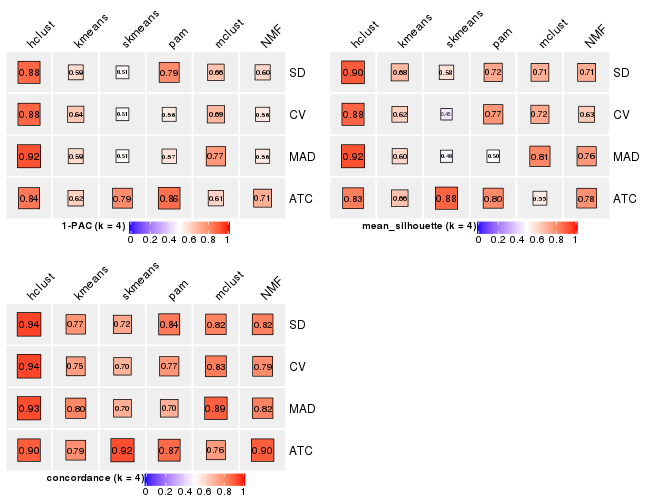 hclust kmeans skmeans pam mclust NMF
0.88 0.59 0.51 0.79 0.66 0.60 SD
0.88 0.64 0.51 0.56 0.69 0.56 CV
0.92 0.59 0.51 0.57 0.77 0.56 MAD
0.84 0.62 0.79 0.86 0.61 0.71 ATC
1-PAC (k = 4)
0 0.2 0.4 0.6 0.8 1
hclust kmeans skmeans pam mclust NMF
0.90 0.68 0.58 0.72 0.71 0.71 SD
0.88 0.62 0.45 0.77 0.72 0.63 CV
0.92 0.60 0.48 0.50 0.81 0.76 MAD
0.83 0.66 0.88 0.80 0.55 0.78 ATC
mean_silhouette (k = 4)
0 0.2 0.4 0.6 0.8 1
hclust kmeans skmeans pam mclust NMF
0.94 0.77 0.72 0.84 0.82 0.82 SD
0.94 0.75 0.70 0.77 0.83 0.79 CV
0.93 0.80 0.70 0.70 0.89 0.82 MAD
0.90 0.79 0.92 0.87 0.76 0.90 ATC
concordance (k = 4)
0 0.2 0.4 0.6 0.8 1